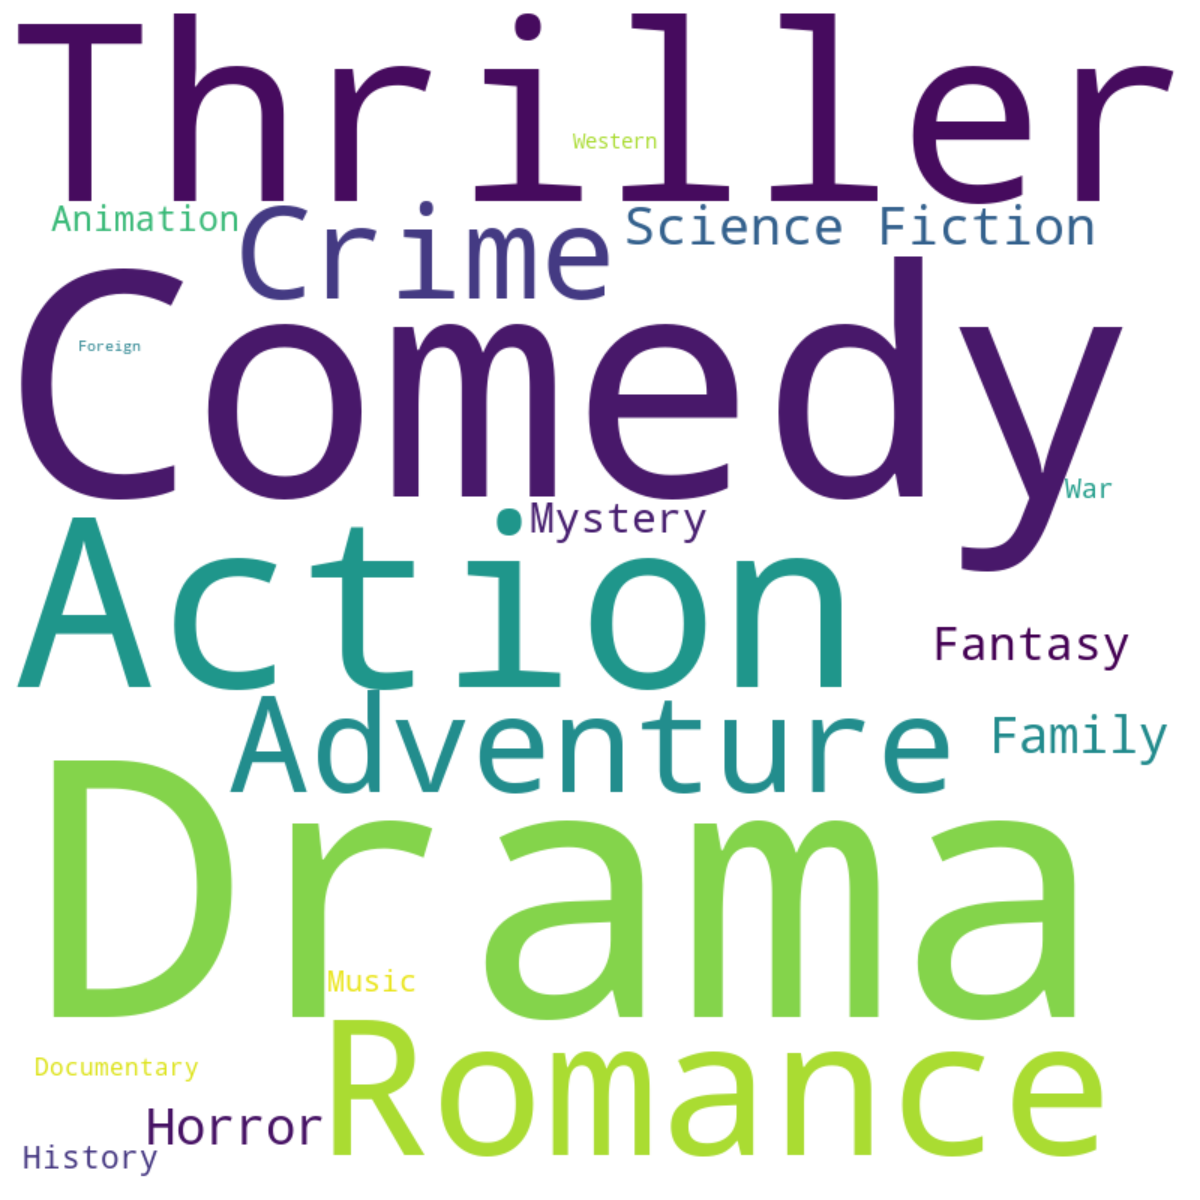 Thriller
Western
Animation
Crime
Science Fiction
Comedy
Foreign
War
Mystery
Action
Fantasy
Adventure
Family
Drama
Music
Romance
Documentary
Horror
History